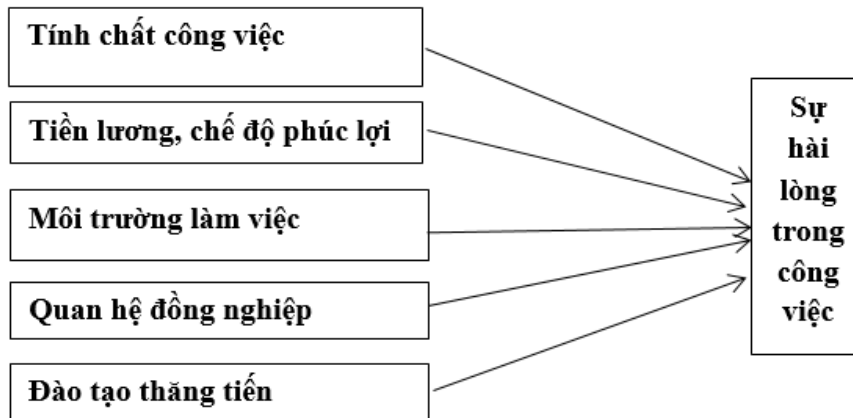 Tính chất công việc
Tiền lương, chế độ phúc lợi
Môi trường làm việc
Quan hệ đồng nghiệp
Đào tạo thăng tiến
Sự
hài
lòng
trong
công
việc